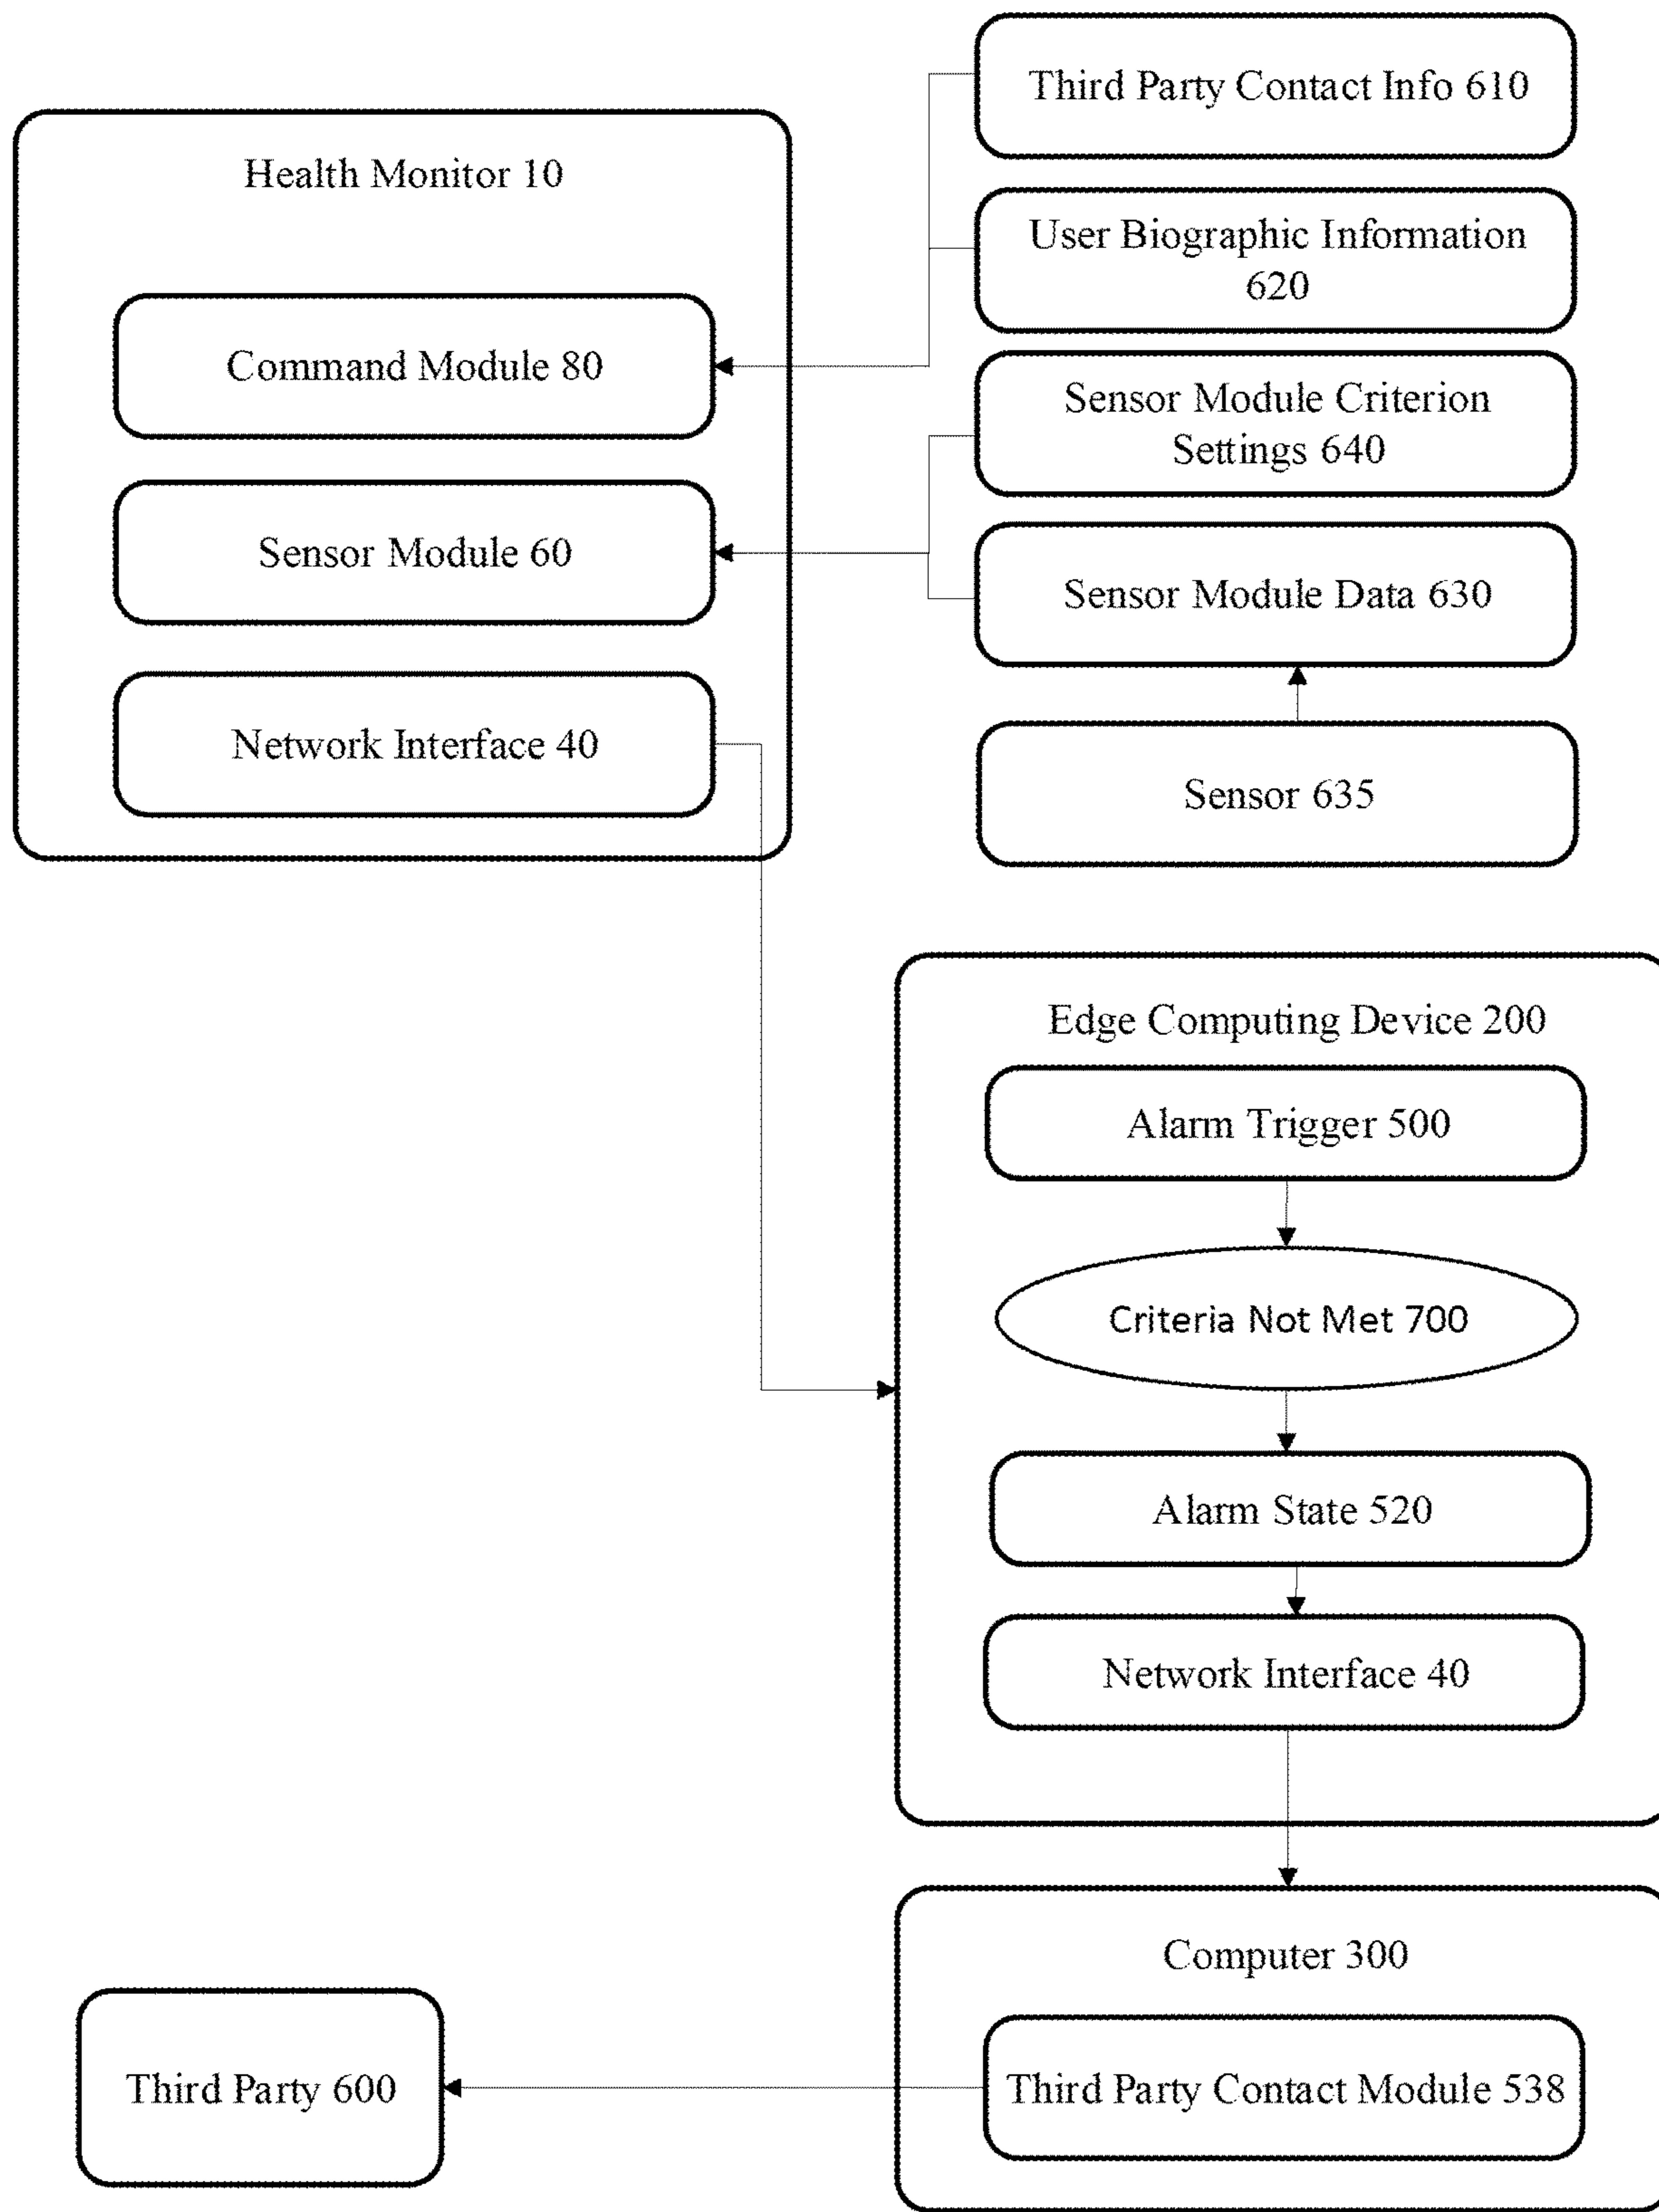 Health Monitor 10
Command Module 80
Sensor Module 60
Network Interface 40
Third Party Contact Info 610
User Biographic Information
620
Sensor Module Criterion
Settings 640
Sensor Module Data 630
Sensor 635
Edge Computing Device 200
Alarm Trigger 500
Criteria Not Met 700
Alarm State 520
Network Interface 40
Computer 300
Third Party Contact Module 538
Third Party 600